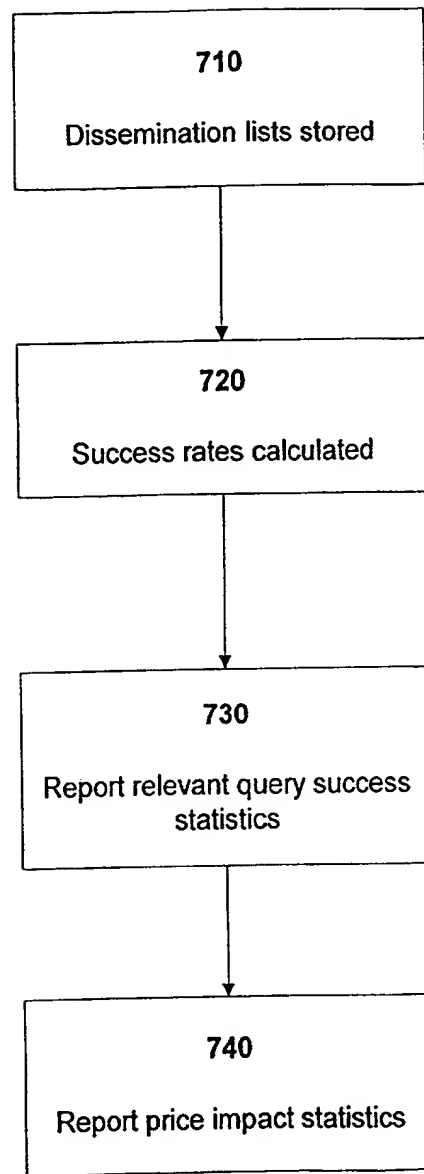 710
Dissemination lists stored
720
Success rates calculated
730
Report relevant query success
statistics
740
Report price impact statistics